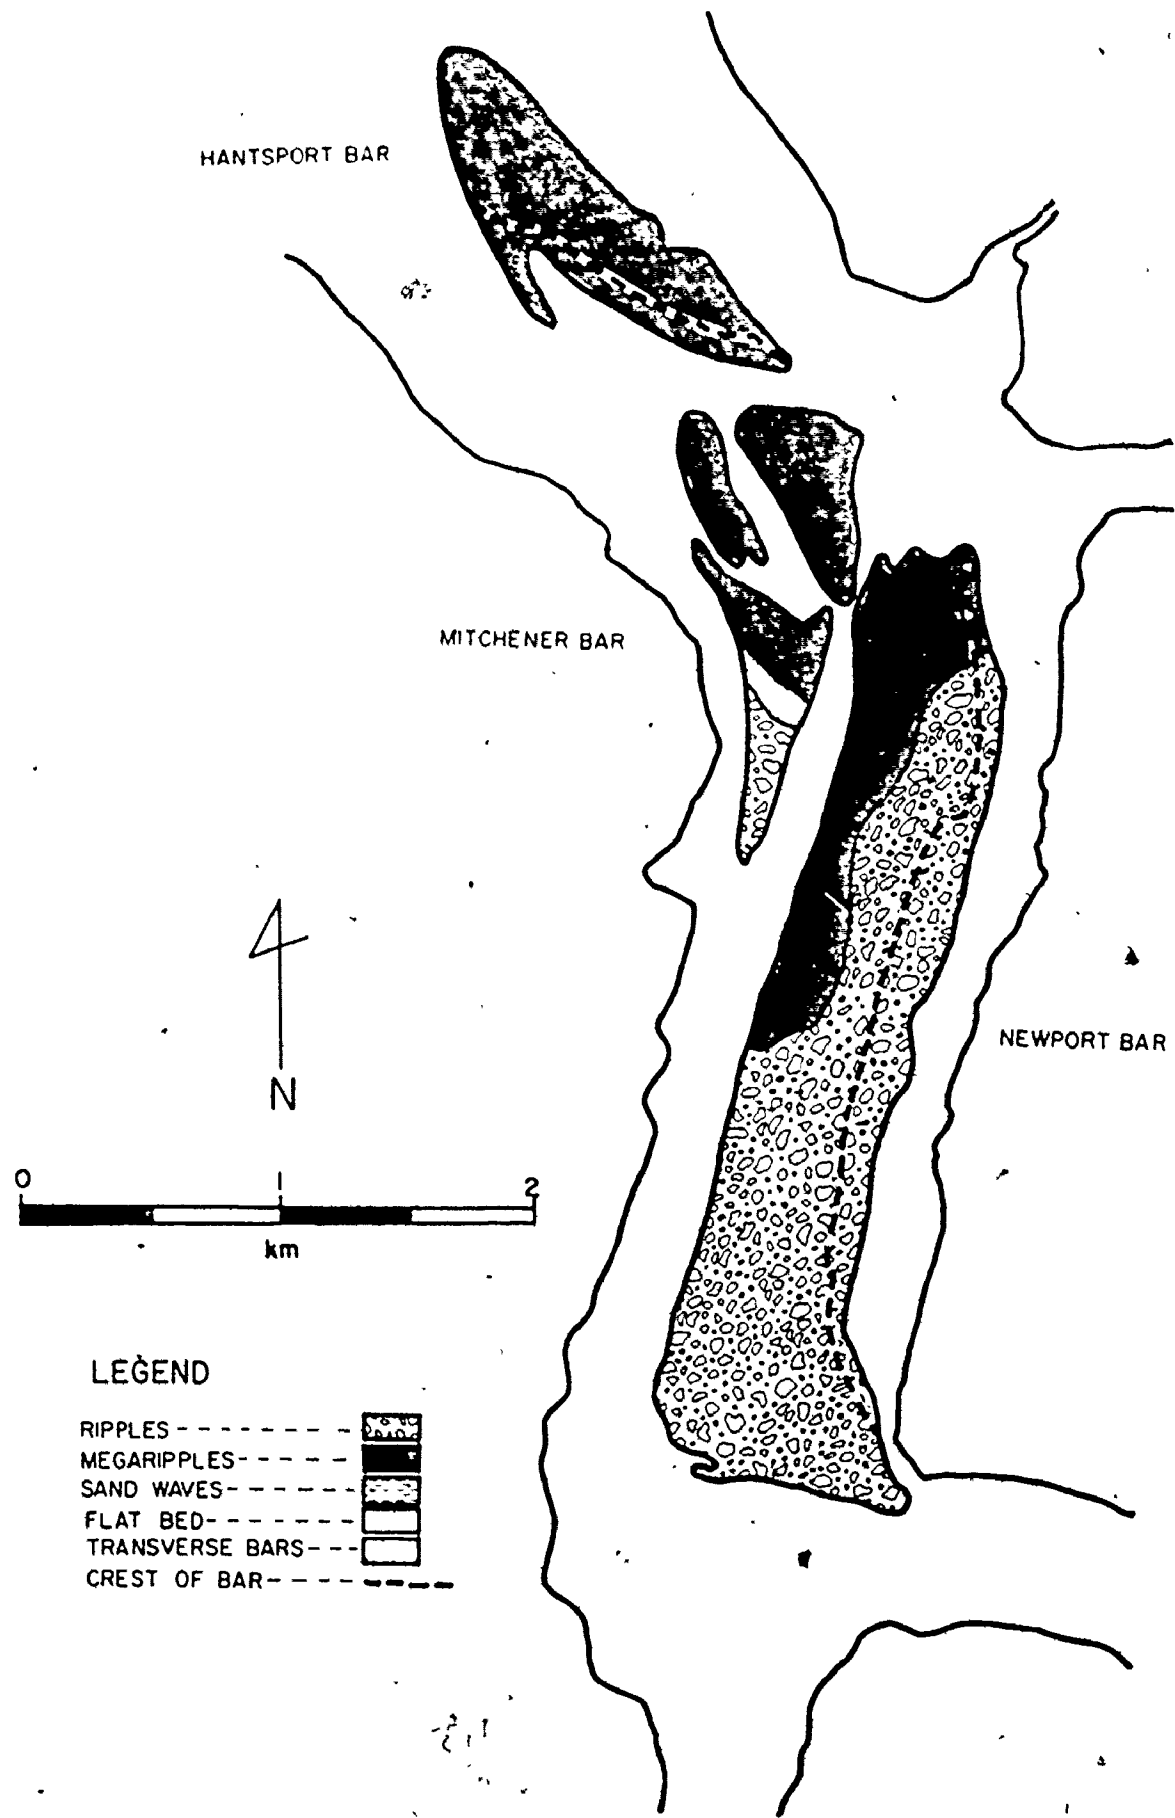 HANTSPORT BAR
MITCHENER BAR
NEWPORT BAR
N
0 1 2
km
LEGEND
RIPPLES
MEGARIPPLES
SAND WAVES
FLAT BED
TRANSVERSE BARS
CREST OF BAR